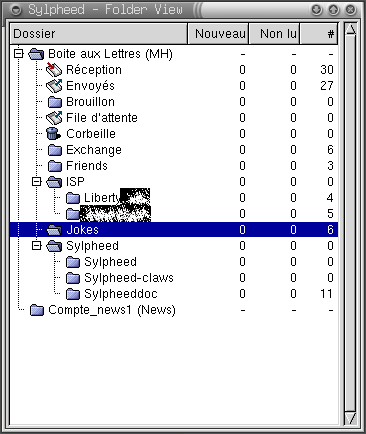 Sylpheed - Folder View
Dossier Nouveau Non lu #
Boite aux Lettres (MH) - - -
Réception 0 0 30
Envoyés 0 0 27
Brouillon 0 0 0
File d'attente 0 0 0
Corbeille 0 0 0
Exchange 0 0 6
Friends 0 0 3
ISP 0 0 0
Liberty 0 0 4
0 0 5
Jokes 0 0 6
Sylpheed 0 0 0
Sylpheed 0 0 0
Sylpheed-claws 0 0 0
Sylpheeddoc 0 0 11
Compte_news1 (News) - - -